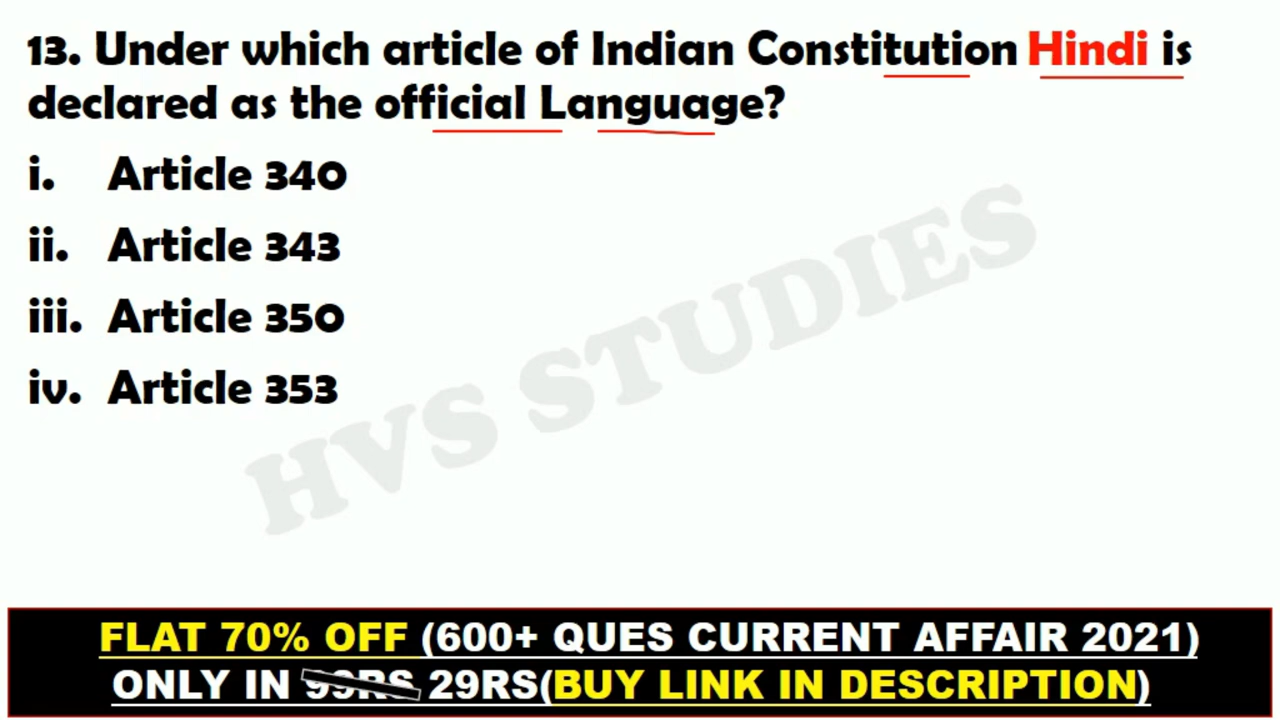 13. Under which article of Indian Constitution Hindi is
declared as the official Language?
i. Article 340
ii. Article 343
iii. Article 350
iv. Article 353
HVS STUDIES
FLAT 70% OFF (600+ QUES CURRENT AFFAIR 2021)
ONLY IN 99RS 29RS(BUY LINK IN DESCRIPTION)